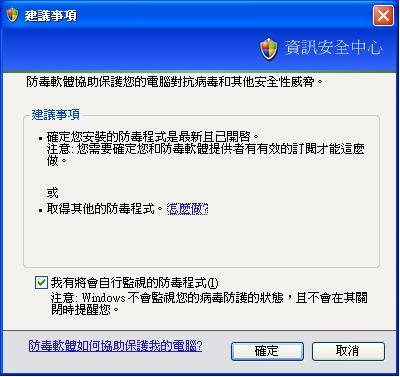 建議事項
資訊安全中心
防毒軟體協助保護您的電腦對抗病毒和其他安全性威脅。
建議事項
• 確定您安裝的防毒程式是最新且已開啓。
注意: 您需要確定您和防毒軟體提供者有有效的訂閱才能這麼
做。
或
• 取得其他的防毒程式。怎麼做?
我有將會自行監視的防毒程式(I)
注意: Windows 不會監視您的病毒防護的狀態，且不會在其關
閉時提醒您。
防毒軟體如何協助保護我的電腦?
確定
取消